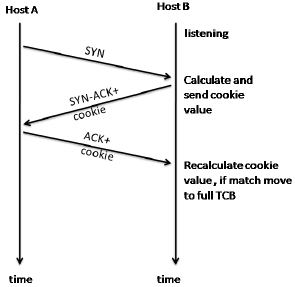 Host A
Host B
listening
SYN
Calculate and
send cookie
value
SYN-ACK+
cookie
ACK+
cookie
Recalculate cookie
value, if match move
to full TCB
time
time